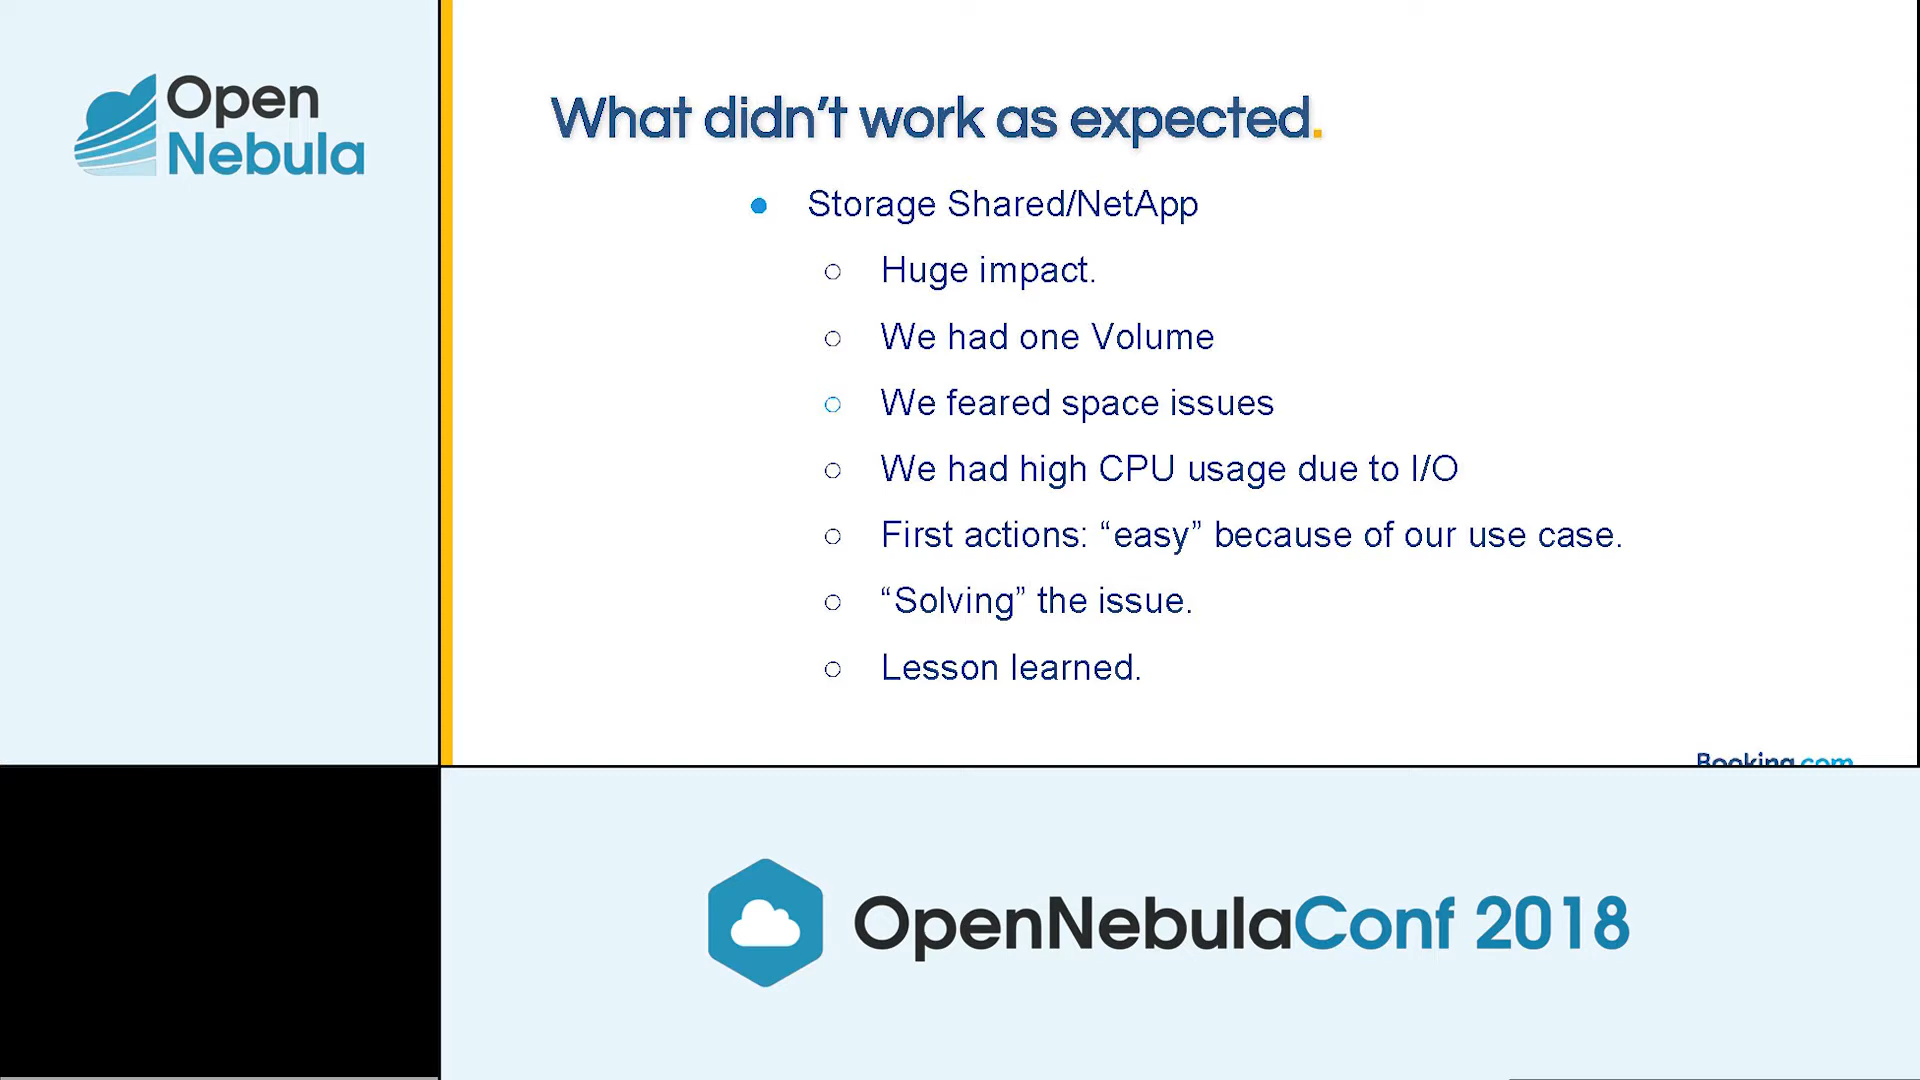 Open
Nebula
What didn’t work as expected.
Storage Shared/NetApp
Huge impact.
We had one Volume
We feared space issues
We had high CPU usage due to I/O
First actions: “easy” because of our use case.
“Solving” the issue.
Lesson learned.
Booking.com
OpenNebulaConf 2018